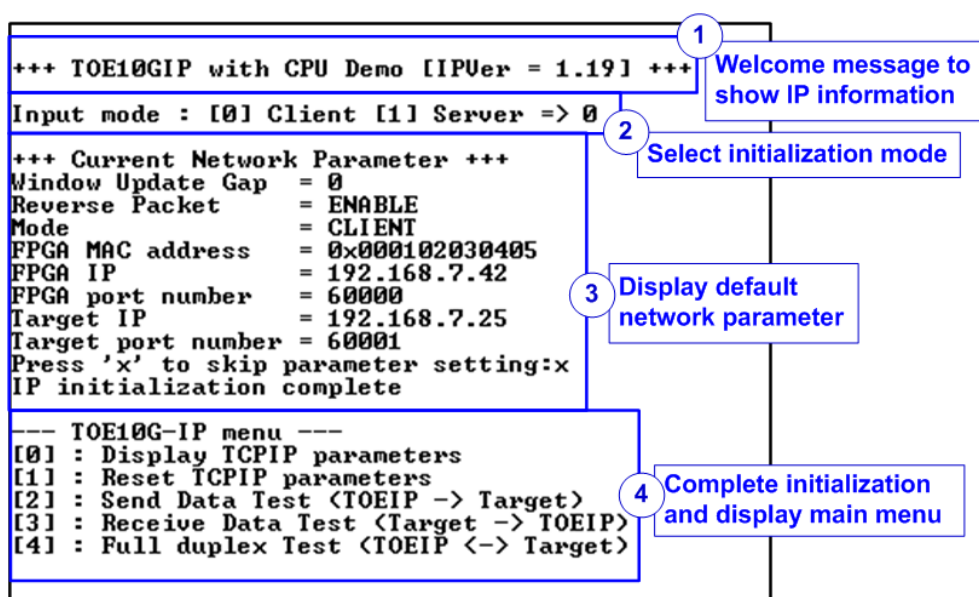 +++ TOE10GIP with CPU Demo [IPVer = 1.19] +++
1
Welcome message to
show IP information
Input mode : [0] Client [1] Server => 0
2
Select initialization mode
+++ Current Network Parameter +++
Window Update Gap = 0
Reverse Packet = ENABLE
Mode = CLIENT
FPGA MAC address = 0x000102030405
FPGA IP = 192.168.7.42
FPGA port number = 60000
Target IP = 192.168.7.25
Target port number = 60001
Press 'x' to skip parameter setting:x
IP initialization complete
3
Display default
network parameter
--- TOE10G-IP menu ---
[0] : Display TCPIP parameters
[1] : Reset TCPIP parameters
[2] : Send Data Test (TOEIP -> Target)
[3] : Receive Data Test (Target -> TOEIP)
[4] : Full duplex Test (TOEIP <-> Target)
4
Complete initialization
and display main menu